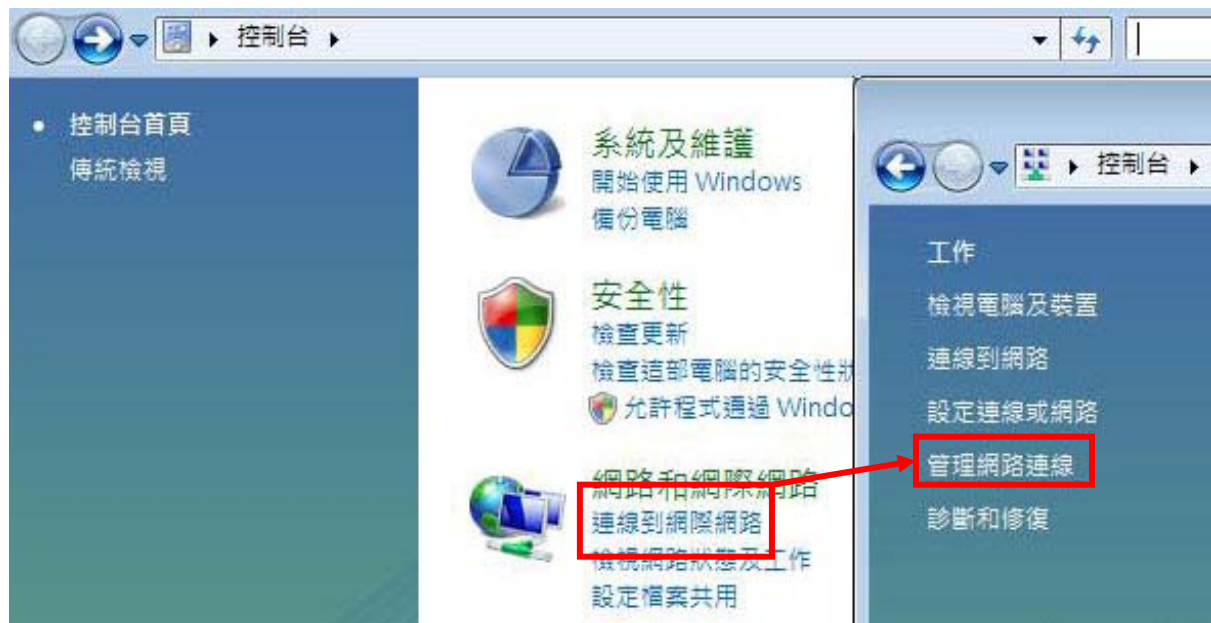 控制台
控制台首頁
傳統檢視
系統及維護
開始使用 Windows
備份電腦
安全性
檢查更新
檢查這部電腦的安全性狀
允許程式通過 Windo
網路和網際網路
連線到網際網路
檢視網路狀態及工作
設定檔案共用
控制台
工作
檢視電腦及裝置
連線到網路
設定連線或網路
管理網路連線
診斷和修復